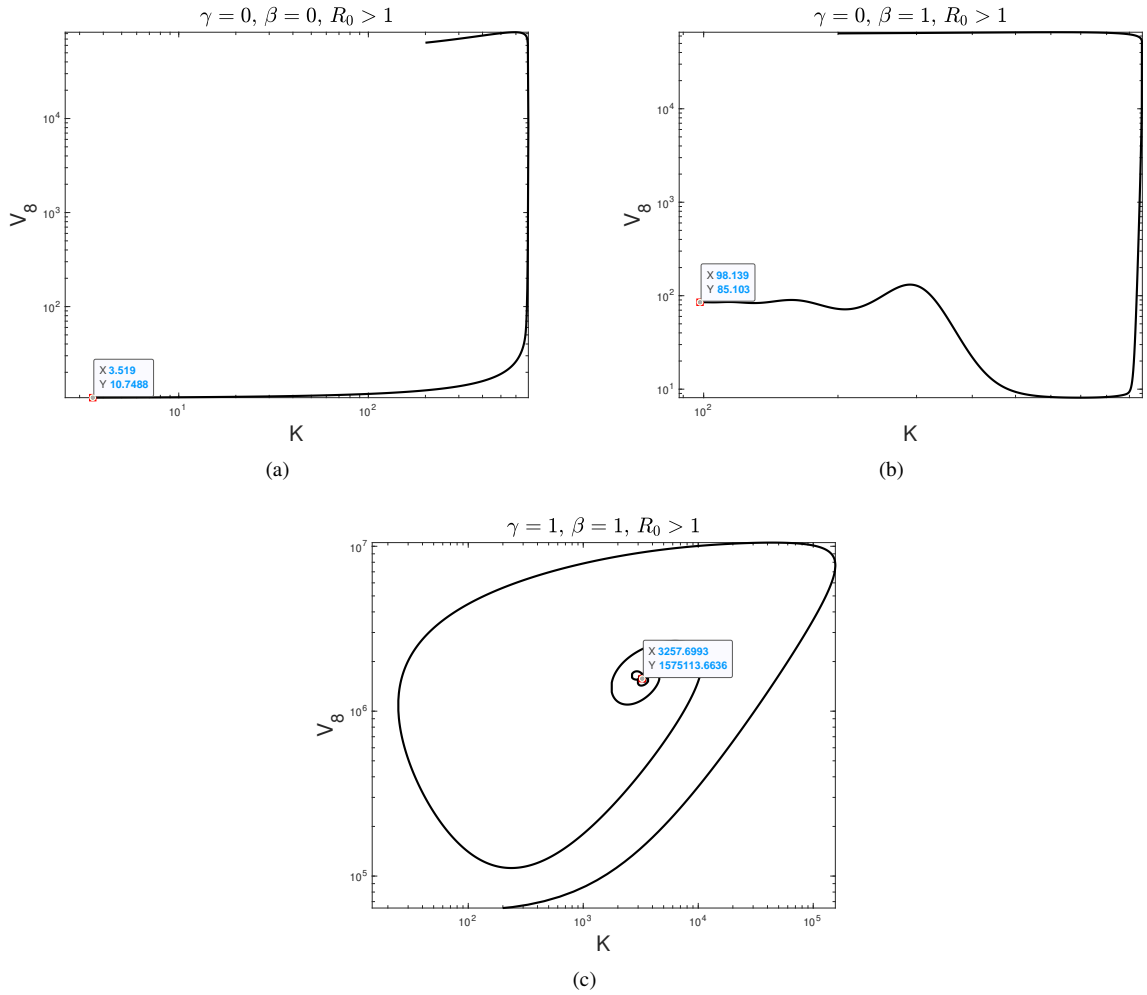 γ = 0, β = 0, R₀ > 1
V₈
10⁴
10³
10²
X 3.519
Y 10.7488
10¹
10²
K
(a)
γ = 0, β = 1, R₀ > 1
V₈
10⁴
10³
10²
10¹
X 98.139
Y 85.103
10²
K
(b)
γ = 1, β = 1, R₀ > 1
V₈
10⁷
10⁶
10⁵
X 3257.6993
Y 1575113.6636
10²
10³
10⁴
10⁵
K
(c)